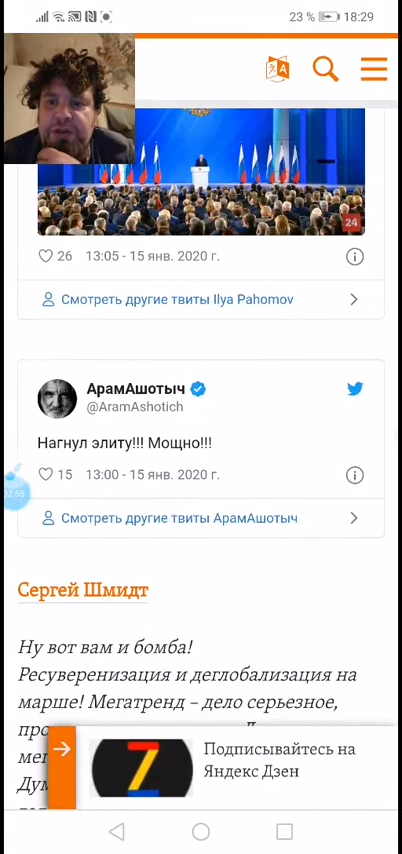 23 % 18:29
24
26 13:05 - 15 янв. 2020 г.
Смотреть другие твиты Ilya Pahomov
АрамАшотыч
@AramAshotich
Нагнул элиту!!! Мощно!!!
15 13:00 - 15 янв. 2020 г.
02:56
Смотреть другие твиты АрамАшотыч
Сергей Шмидт
Ну вот вам и бомба!
Ресуверенизация и деглобализация на
марше! Мегатренд – дело серьезное,
Подписывайтесь на
Яндекс Дзен